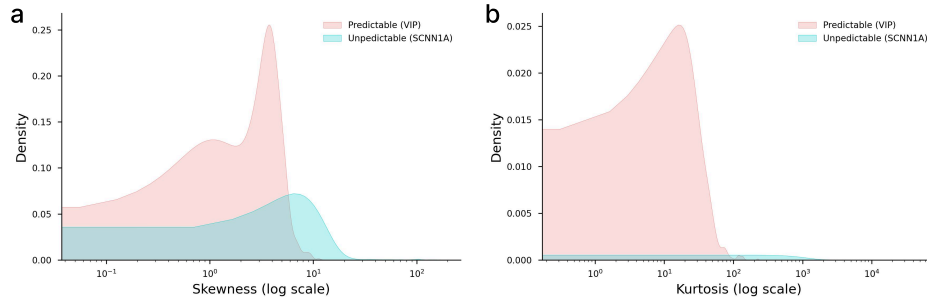 a
b
0.25
0.20
0.15
0.10
0.05
0.00
Density
10⁻¹
10⁰
10¹
10²
Skewness (log scale)
Predictable (VIP)
Unpedictable (SCNN1A)
0.025
0.020
0.015
0.010
0.005
0.000
Density
10⁰
10¹
10²
10³
10⁴
Kurtosis (log scale)
Predictable (VIP)
Unpedictable (SCNN1A)